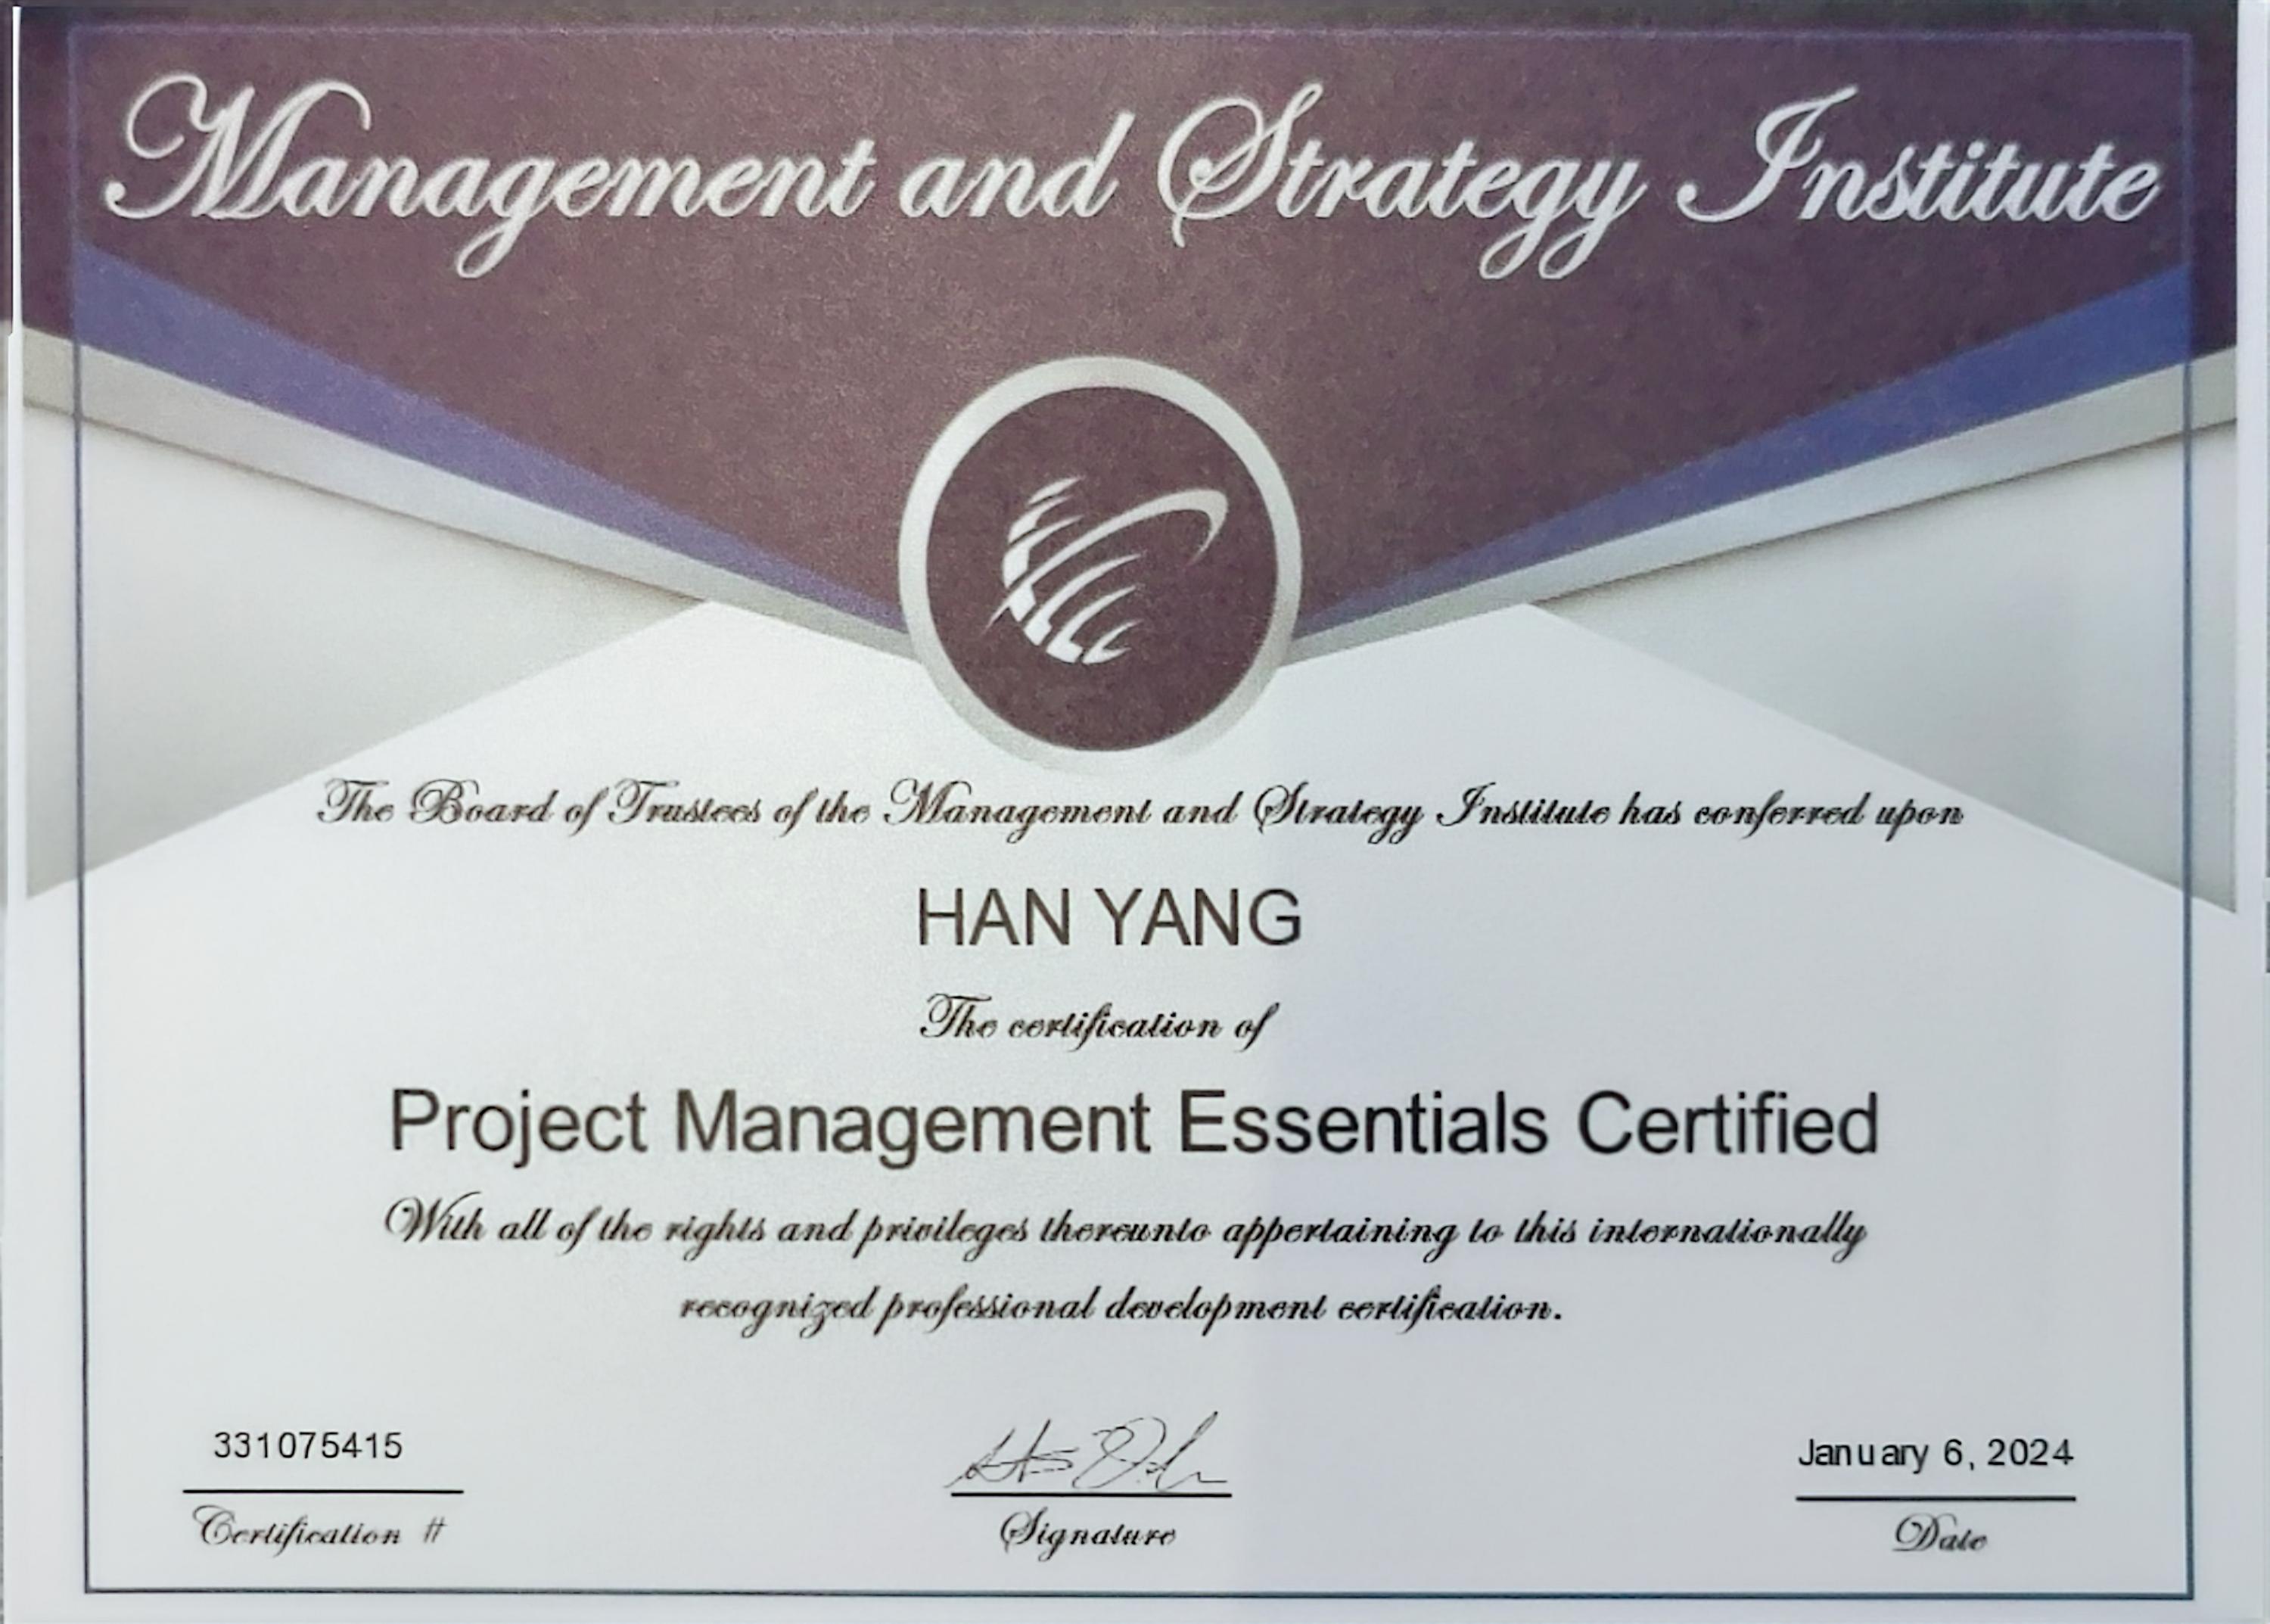 Management and Strategy Institute
The Board of Trustees of the Management and Strategy Institute has conferred upon
HAN YANG
The certification of
Project Management Essentials Certified
With all of the rights and privileges thereunto appertaining to this internationally
recognized professional development certification.
331075415
Certification #
Signature
January 6, 2024
Date